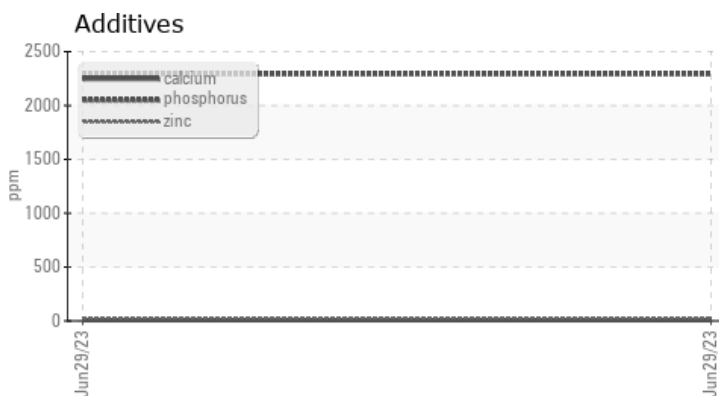 Additives
2500
2000
1500
1000
500
0
ppm
calcium
phosphorus
zinc
Jun29/23
Jun29/23